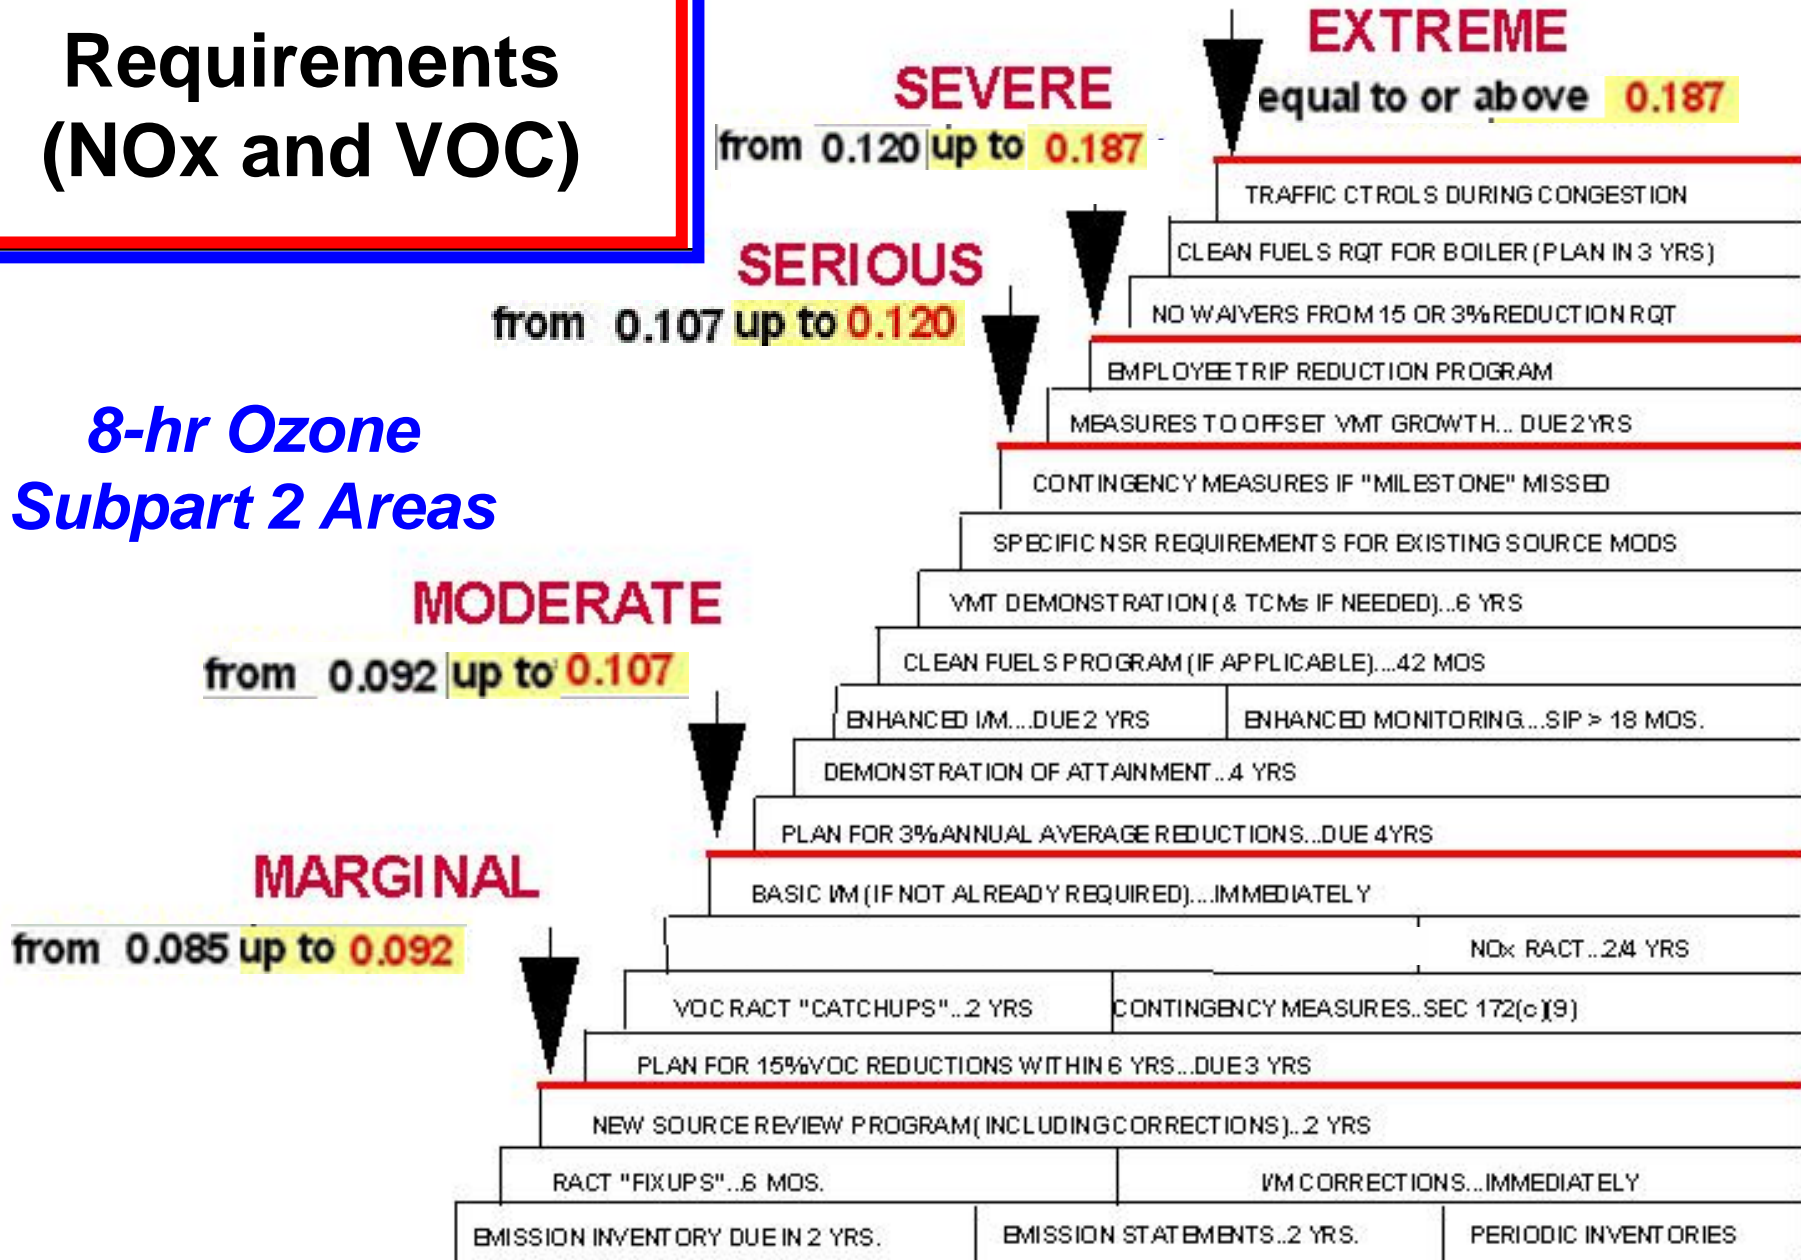 Requirements
(NOx and VOC)
EXTREME
equal to or above 0.187
SEVERE
from 0.120 up to 0.187
TRAFFIC CTROLS DURING CONGESTION
CLEAN FUELS RQT FOR BOILER (PLAN IN 3 YRS)
SERIOUS
from 0.107 up to 0.120
NO WAIVERS FROM 15 OR 3% REDUCTION RQT
EMPLOYEE TRIP REDUCTION PROGRAM
8-hr Ozone
Subpart 2 Areas
MEASURES TO OFFSET VMT GROWTH... DUE 2 YRS
CONTINGENCY MEASURES IF "MILESTONE" MISSED
SPECIFIC NSR REQUIREMENTS FOR EXISTING SOURCE MODS
MODERATE
from 0.092 up to 0.107
VMT DEMONSTRATION (& TCMs IF NEEDED)...6 YRS
CLEAN FUELS PROGRAM (IF APPLICABLE)....42 MOS
ENHANCED I/M....DUE 2 YRS
ENHANCED MONITORING....SIP > 18 MOS.
DEMONSTRATION OF ATTAINMENT...4 YRS
PLAN FOR 3% ANNUAL AVERAGE REDUCTIONS...DUE 4 YRS
MARGINAL
from 0.085 up to 0.092
BASIC I/M (IF NOT ALREADY REQUIRED)....IMMEDIATELY
NOx RACT...2/4 YRS
VOC RACT "CATCHUPS"...2 YRS
CONTINGENCY MEASURES..SEC 172(c)(9)
PLAN FOR 15% VOC REDUCTIONS WITHIN 6 YRS...DUE 3 YRS
NEW SOURCE REVIEW PROGRAM (INCLUDING CORRECTIONS)...2 YRS
RACT "FIXUPS"...6 MOS.
I/M CORRECTIONS...IMMEDIATELY
EMISSION INVENTORY DUE IN 2 YRS.
EMISSION STATEMENTS..2 YRS.
PERIODIC INVENTORIES